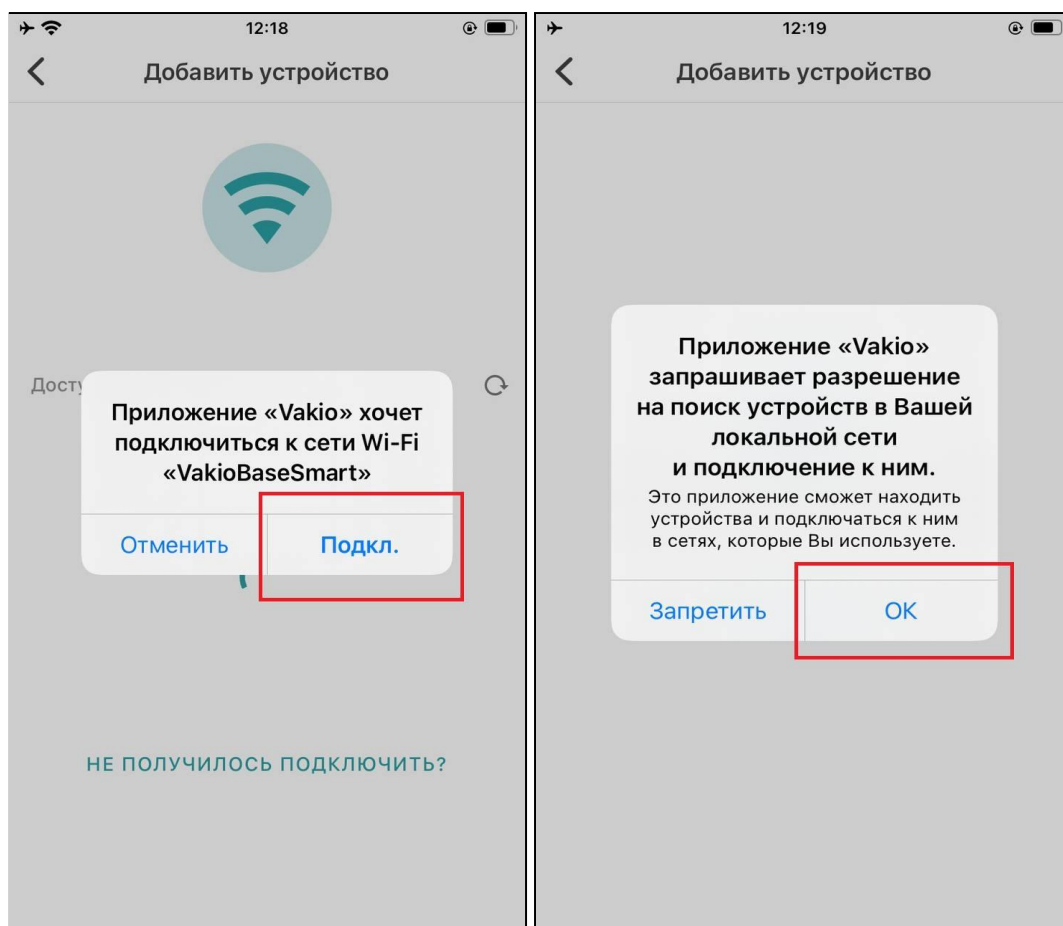 12:18
Добавить устройство
Досту
Приложение «Vakio» хочет
подключиться к сети Wi-Fi
«VakioBaseSmart»
Отменить
Подкл.
НЕ ПОЛУЧИЛОСЬ ПОДКЛЮЧИТЬ?
12:19
Добавить устройство
Приложение «Vakio»
запрашивает разрешение
на поиск устройств в Вашей
локальной сети
и подключение к ним.
Это приложение сможет находить
устройства и подключаться к ним
в сетях, которые Вы используете.
Запретить
ОК